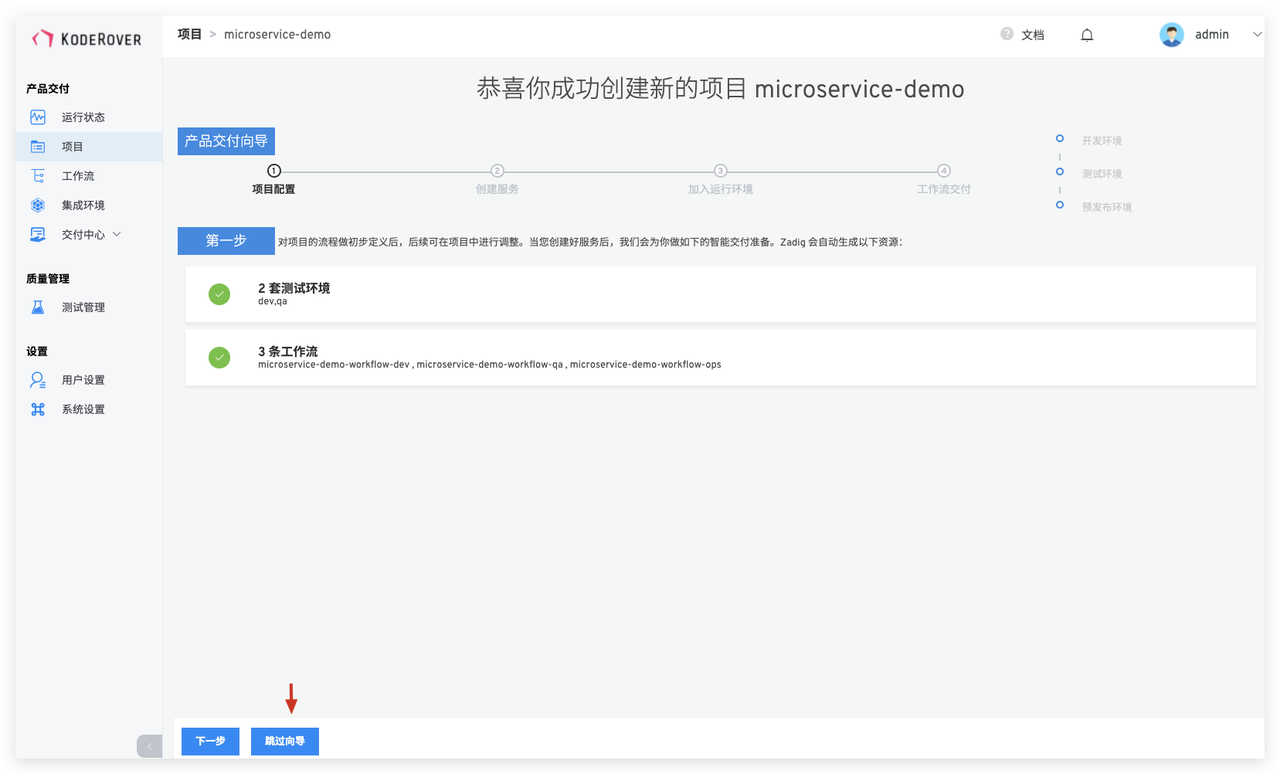 KODEROVER
项目 > microservice-demo
? 文档
admin
产品交付
运行状态
项目
工作流
集成环境
交付中心
质量管理
测试管理
设置
用户设置
系统设置
恭喜你成功创建新的项目 microservice-demo
产品交付向导
1
项目配置
2
创建服务
3
加入运行环境
4
工作流交付
开发环境
测试环境
预发布环境
第一步 对项目的流程做初步定义后，后续可在项目中进行调整。当您创建好服务后，我们会为你做如下的智能交付准备。Zadig 会自动生成以下资源：
2 套测试环境
dev,qa
3 条工作流
microservice-demo-workflow-dev , microservice-demo-workflow-qa , microservice-demo-workflow-ops
下一步
跳过向导